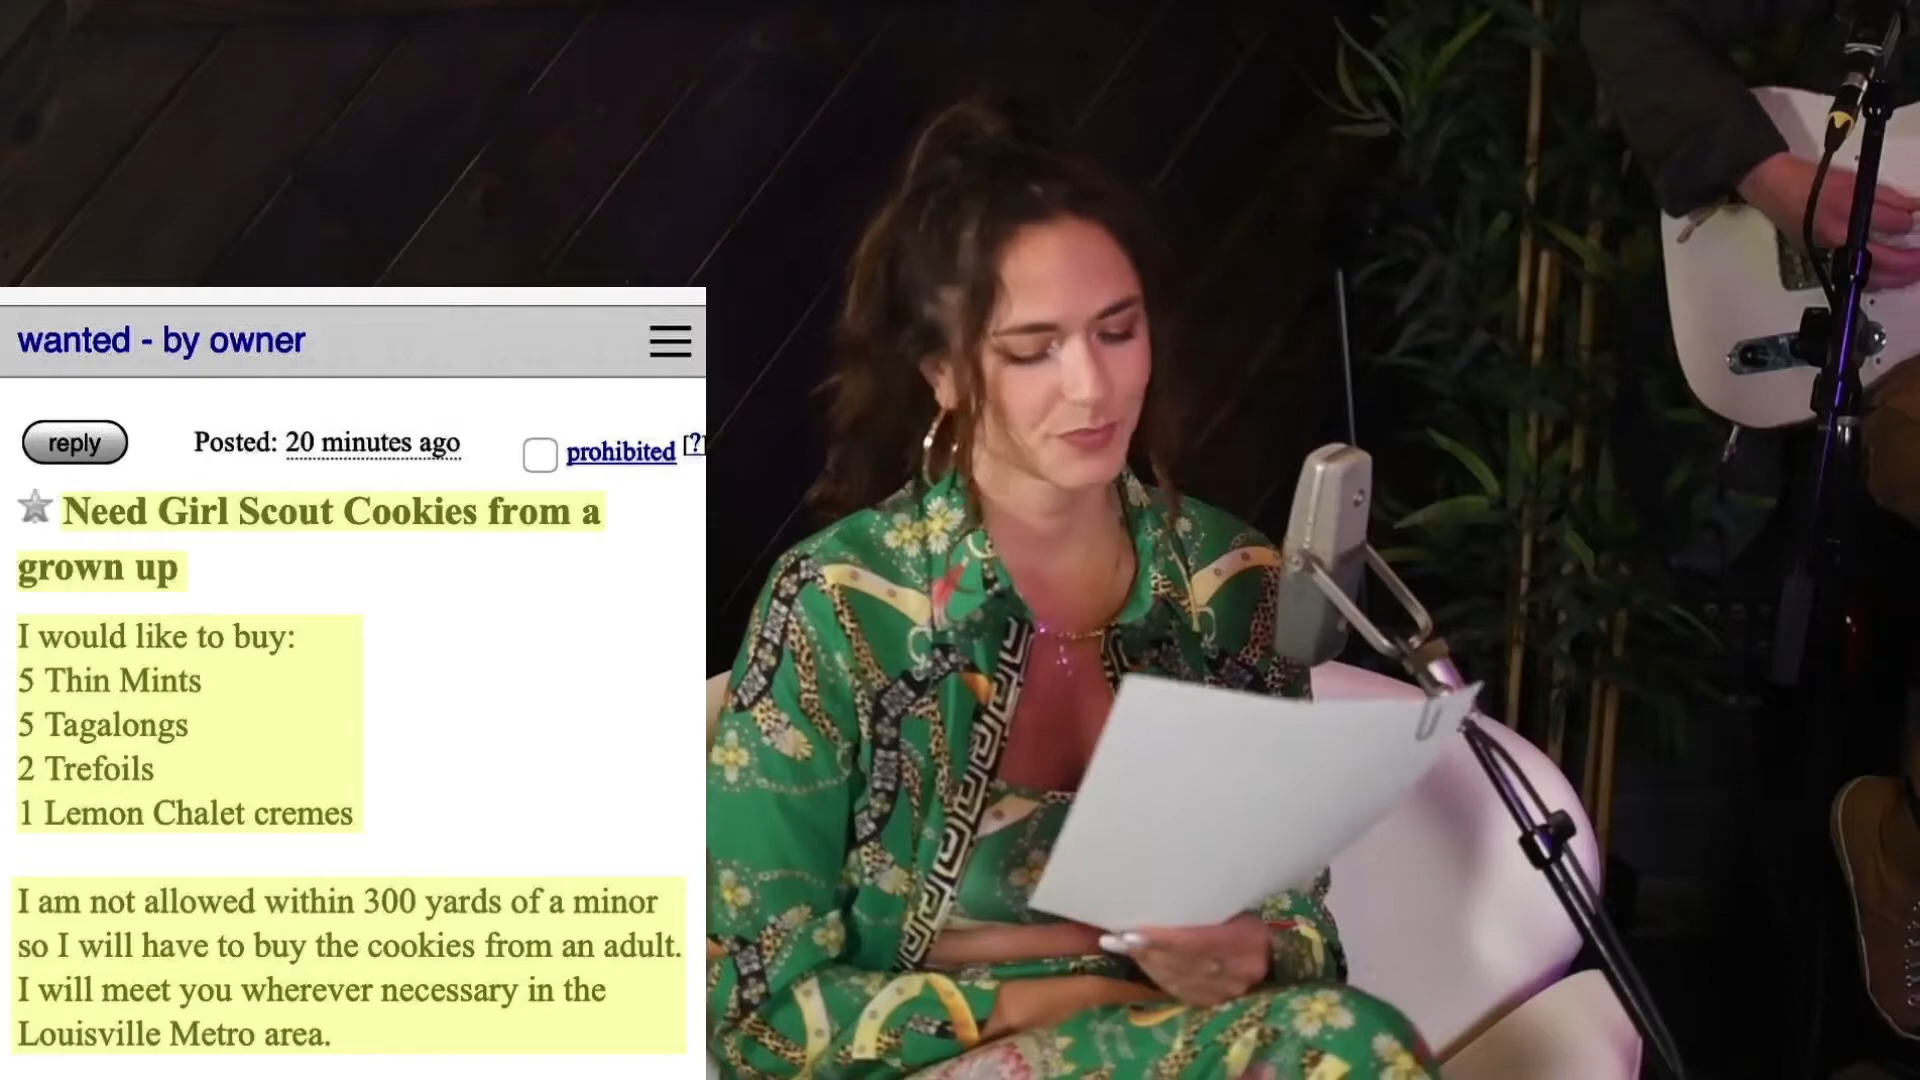 wanted - by owner
reply
Posted: 20 minutes ago
prohibited [?]
Need Girl Scout Cookies from a
grown up
I would like to buy:
5 Thin Mints
5 Tagalongs
2 Trefoils
1 Lemon Chalet cremes
I am not allowed within 300 yards of a minor
so I will have to buy the cookies from an adult.
I will meet you wherever necessary in the
Louisville Metro area.